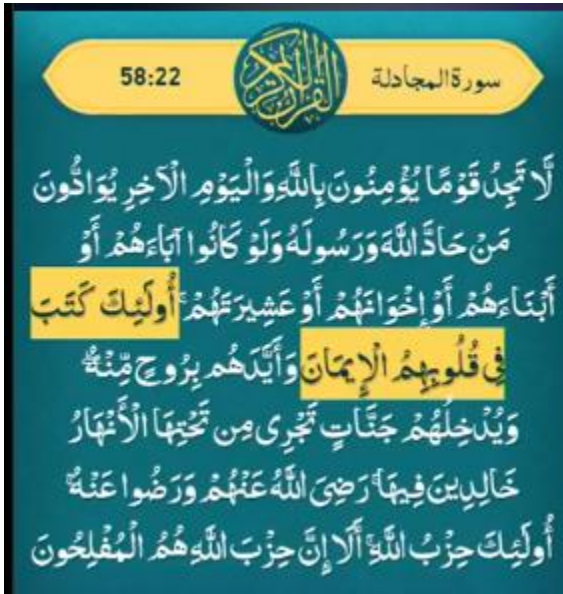 سورة المجادلة 58:22
القرآن الكريم
لَّا تَجِدُ قَوْمًا يُؤْمِنُونَ بِاللَّهِ وَالْيَوْمِ الْآخِرِ يُوَادُّونَ
مَنْ حَادَّ اللَّهَ وَرَسُولَهُ وَلَوْ كَانُوا آبَاءَهُمْ أَوْ
أَبْنَاءَهُمْ أَوْ إِخْوَانَهُمْ أَوْ عَشِيرَتَهُمْ ۚ أُولَئِكَ كَتَبَ
فِي قُلُوبِهِمُ الْإِيمَانَ وَأَيَّدَهُم بِرُوحٍ مِّنْهُ ۖ
وَيُدْخِلُهُمْ جَنَّاتٍ تَجْرِي مِن تَحْتِهَا الْأَنْهَارُ
خَالِدِينَ فِيهَا ۚ رَضِيَ اللَّهُ عَنْهُمْ وَرَضُوا عَنْهُ ۚ
أُولَئِكَ حِزْبُ اللَّهِ ۚ أَلَا إِنَّ حِزْبَ اللَّهِ هُمُ الْمُفْلِحُونَ